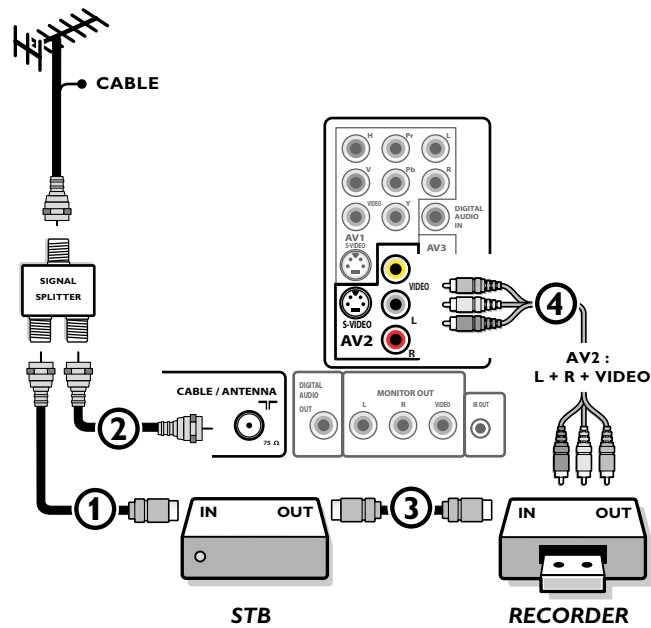 CABLE
H Pr L
V Pb R
VIDEO Y
DIGITAL
AUDIO
IN
AV1
S-VIDEO
AV3
SIGNAL
SPLITTER
VIDEO
L
S-VIDEO
AV2
R
4
AV2 :
L + R + VIDEO
CABLE / ANTENNA
75 Ω
DIGITAL
AUDIO
OUT
MONITOR OUT
L R VIDEO
IR OUT
2
1
IN OUT
3
IN OUT
STB
RECORDER